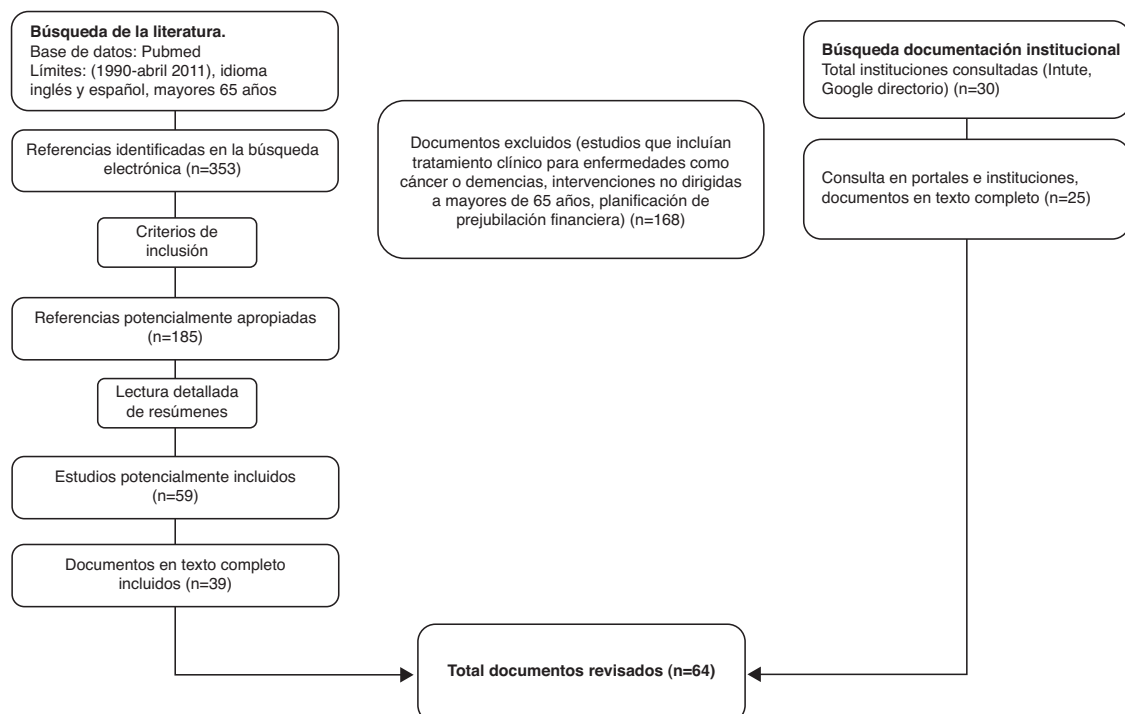 Búsqueda de la literatura.
Base de datos: Pubmed
Límites: (1990-abril 2011), idioma
inglés y español, mayores 65 años
Referencias identificadas en la búsqueda
electrónica (n=353)
Criterios de
inclusión
Referencias potencialmente apropiadas
(n=185)
Lectura detallada
de resúmenes
Estudios potencialmente incluidos
(n=59)
Documentos en texto completo
incluidos (n=39)
Documentos excluidos (estudios que incluían
tratamiento clínico para enfermedades como
cáncer o demencias, intervenciones no dirigidas
a mayores de 65 años, planificación de
prejubilación financiera) (n=168)
Búsqueda documentación institucional
Total instituciones consultadas (Intute,
Google directorio) (n=30)
Consulta en portales e instituciones,
documentos en texto completo (n=25)
Total documentos revisados (n=64)